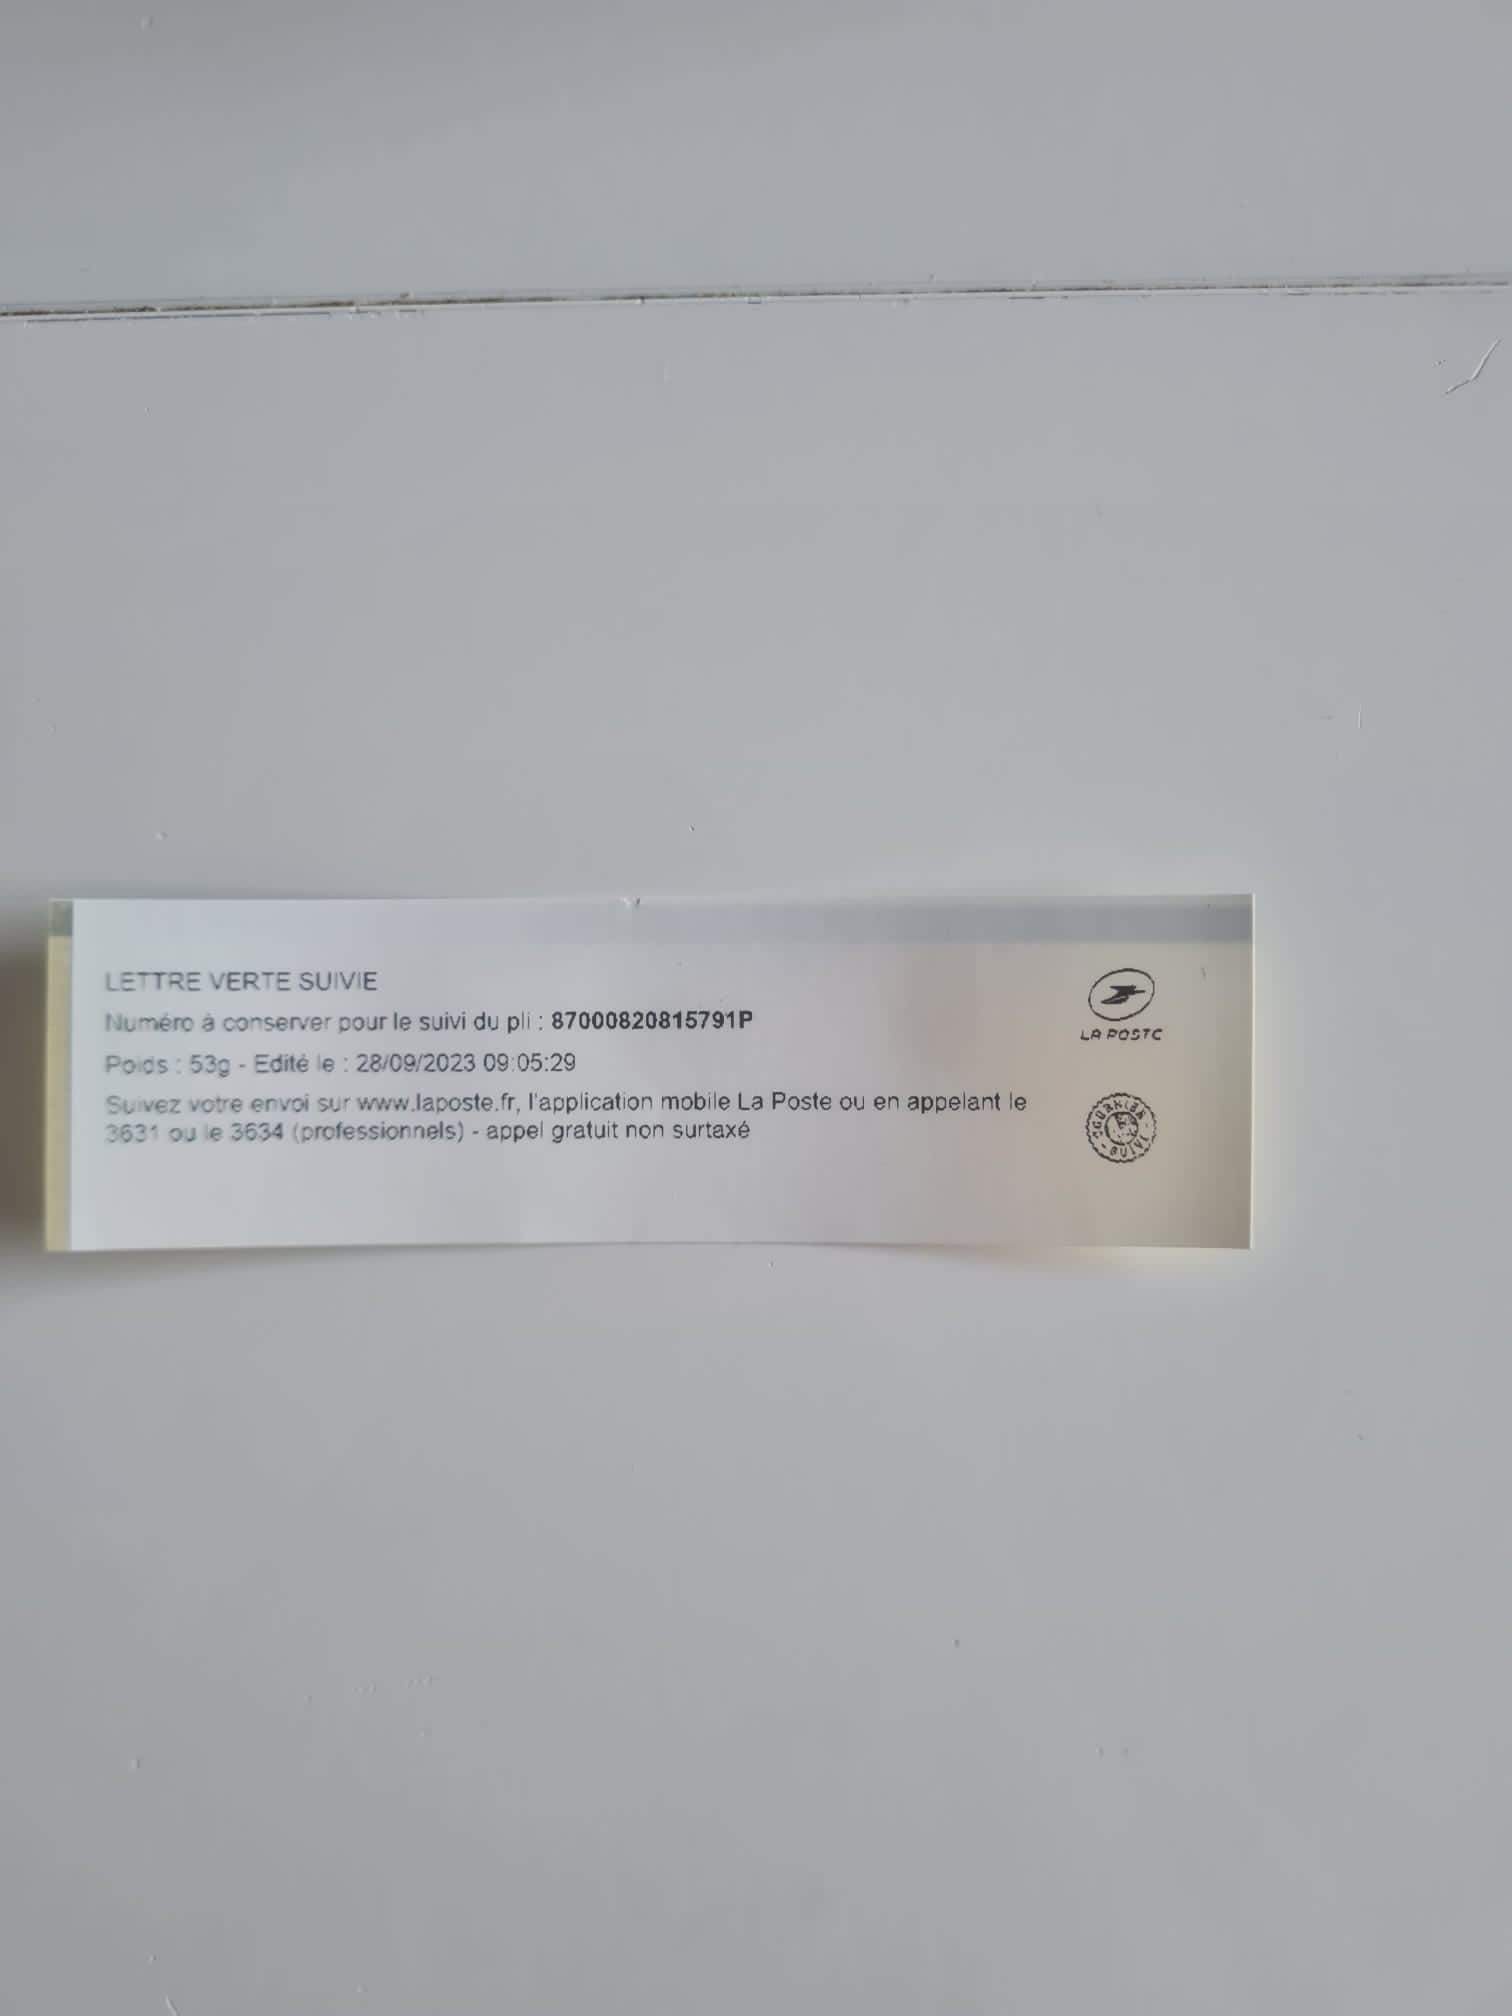 LETTRE VERTE SUIVIE
Numéro à conserver pour le suivi du pli : 87000820815791P
Poids : 53g - Edité le : 28/09/2023 09:05:29
Suivez votre envoi sur www.laposte.fr, l'application mobile La Poste ou en appelant le
3631 ou le 3634 (professionnels) - appel gratuit non surtaxé
LA POSTE
COURRIER
SUIVI